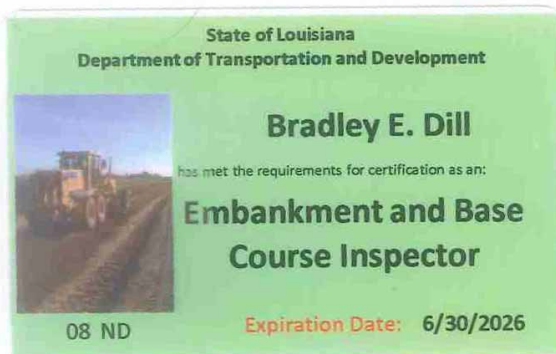 State of Louisiana
Department of Transportation and Development
Bradley E. Dill
has met the requirements for certification as an:
Embankment and Base
Course Inspector
08 ND
Expiration Date: 6/30/2026